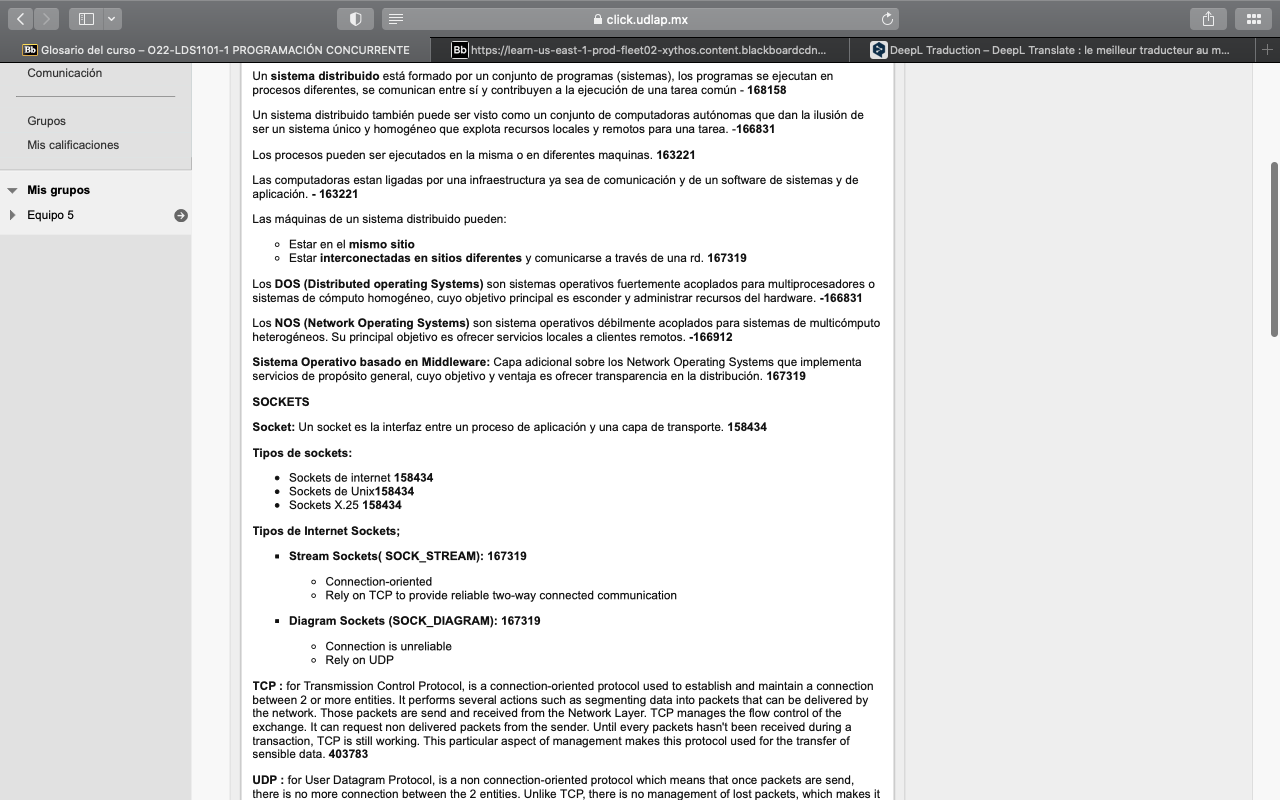 click.udlap.mx
Bb Glosario del curso – O22-LDS1101-1 PROGRAMACIÓN CONCURRENTE
Bb https://learn-us-east-1-prod-fleet02-xythos.content.blackboardcdn...
DeepL Traduction – DeepL Translate : le meilleur traducteur au m...
Comunicación
Grupos
Mis calificaciones
Mis grupos
Equipo 5
Un sistema distribuido está formado por un conjunto de programas (sistemas), los programas se ejecutan en
procesos diferentes, se comunican entre sí y contribuyen a la ejecución de una tarea común - 168158
Un sistema distribuido también puede ser visto como un conjunto de computadoras autónomas que dan la ilusión de
ser un sistema único y homogéneo que explota recursos locales y remotos para una tarea. -166831
Los procesos pueden ser ejecutados en la misma o en diferentes maquinas. 163221
Las computadoras estan ligadas por una infraestructura ya sea de comunicación y de un software de sistemas y de
aplicación. - 163221
Las máquinas de un sistema distribuido pueden:
Estar en el mismo sitio
Estar interconectadas en sitios diferentes y comunicarse a través de una rd. 167319
Los DOS (Distributed operating Systems) son sistemas operativos fuertemente acoplados para multiprocesadores o
sistemas de cómputo homogéneo, cuyo objetivo principal es esconder y administrar recursos del hardware. -166831
Los NOS (Network Operating Systems) son sistema operativos débilmente acoplados para sistemas de multicómputo
heterogéneos. Su principal objetivo es ofrecer servicios locales a clientes remotos. -166912
Sistema Operativo basado en Middleware: Capa adicional sobre los Network Operating Systems que implementa
servicios de propósito general, cuyo objetivo y ventaja es ofrecer transparencia en la distribución. 167319
SOCKETS
Socket: Un socket es la interfaz entre un proceso de aplicación y una capa de transporte. 158434
Tipos de sockets:
Sockets de internet 158434
Sockets de Unix158434
Sockets X.25 158434
Tipos de Internet Sockets;
Stream Sockets( SOCK_STREAM): 167319
Connection-oriented
Rely on TCP to provide reliable two-way connected communication
Diagram Sockets (SOCK_DIAGRAM): 167319
Connection is unreliable
Rely on UDP
TCP : for Transmission Control Protocol, is a connection-oriented protocol used to establish and maintain a connection
between 2 or more entities. It performs several actions such as segmenting data into packets that can be delivered by
the network. Those packets are send and received from the Network Layer. TCP manages the flow control of the
exchange. It can request non delivered packets from the sender. Until every packets hasn't been received during a
transaction, TCP is still working. This particular aspect of management makes this protocol used for the transfer of
sensible data. 403783
UDP : for User Datagram Protocol, is a non connection-oriented protocol which means that once packets are send,
there is no more connection between the 2 entities. Unlike TCP, there is no management of lost packets, which makes it